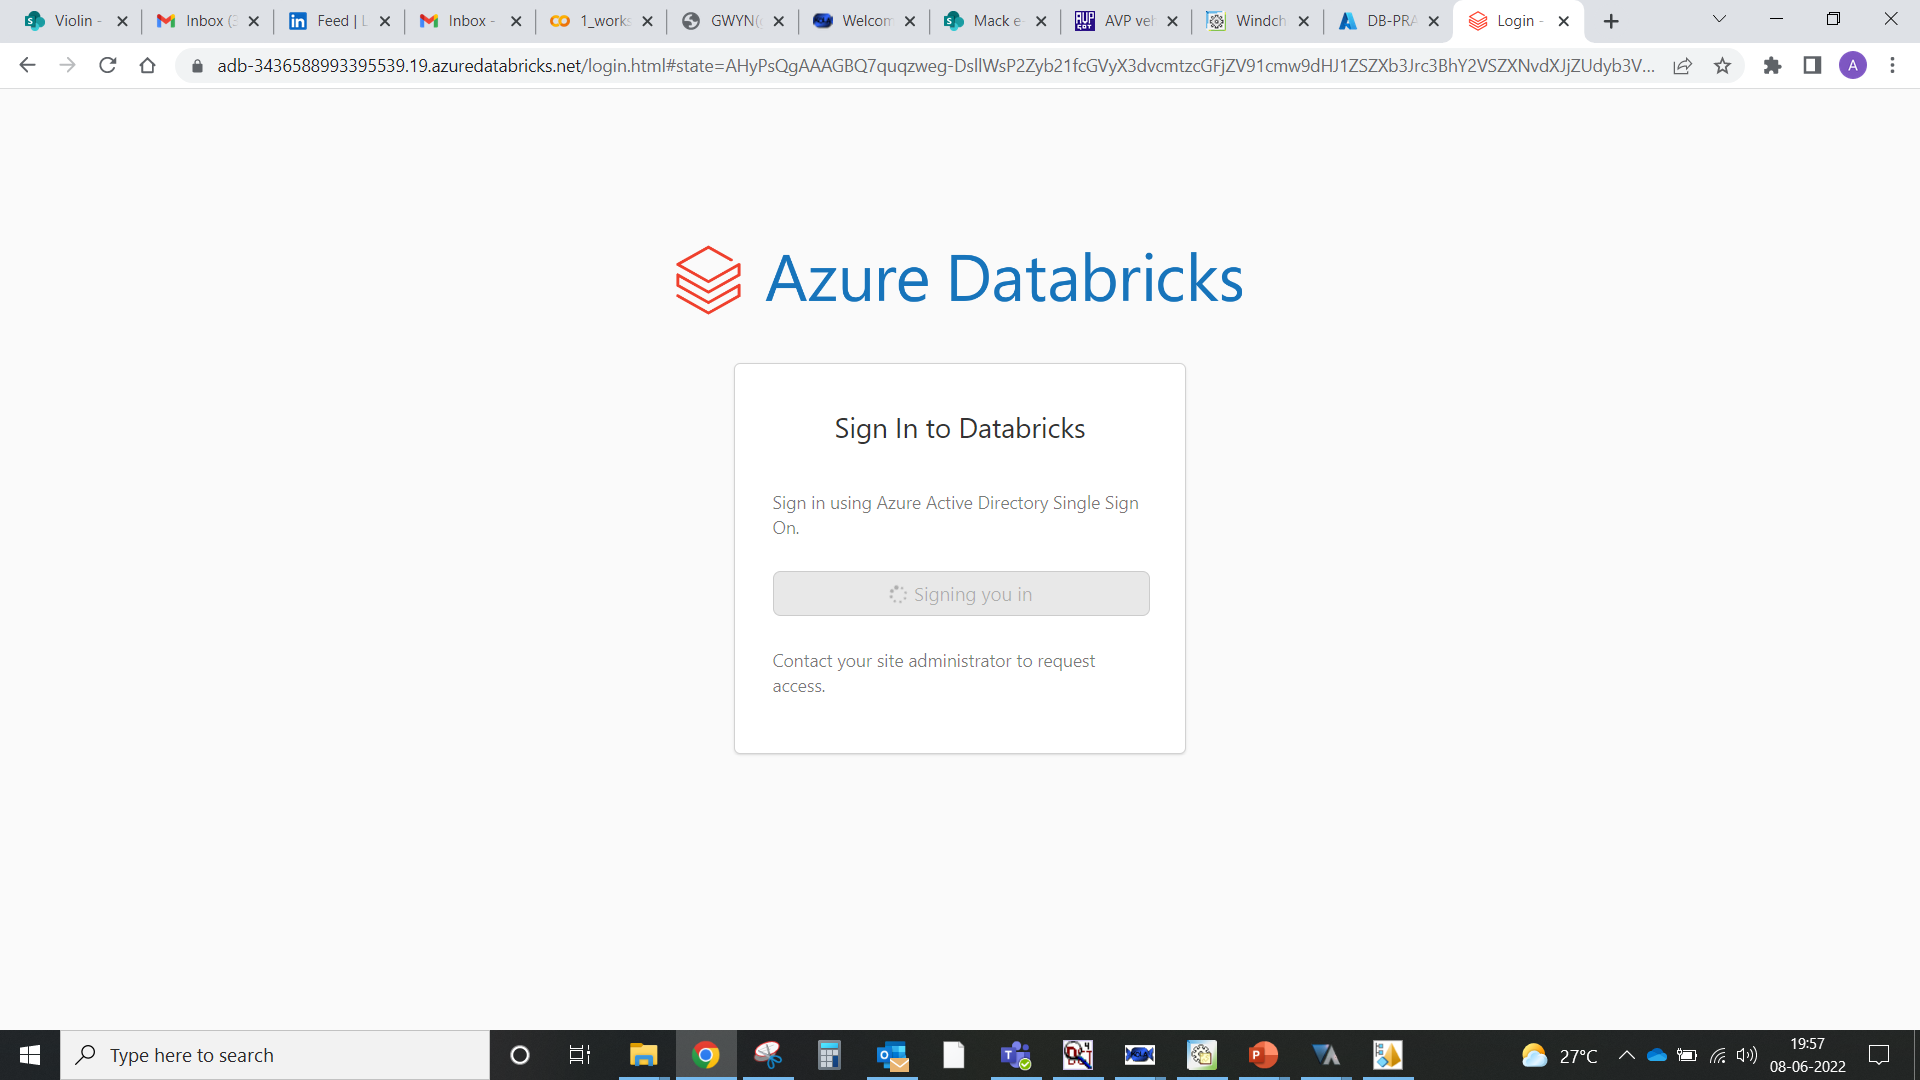 Violin -
Inbox (3
Feed | L
Inbox -
1_works
GWYN(
Welcom
Mack e-
AVP veh
Windch
DB-PRA
Login -
adb-3436588993395539.19.azuredatabricks.net/login.html#state=AHyPsQgAAAGBQ7quqzweg-DsllWsP2Zyb21fcGVyX3dvcmtzcGFjZV91cmw9dHJ1ZSZXb3Jrc3BhY2VSZXNvdXJjZUdyb3V...
A
Azure Databricks
Sign In to Databricks
Sign in using Azure Active Directory Single Sign
On.
Signing you in
Contact your site administrator to request
access.
Type here to search
27°C
19:57
08-06-2022